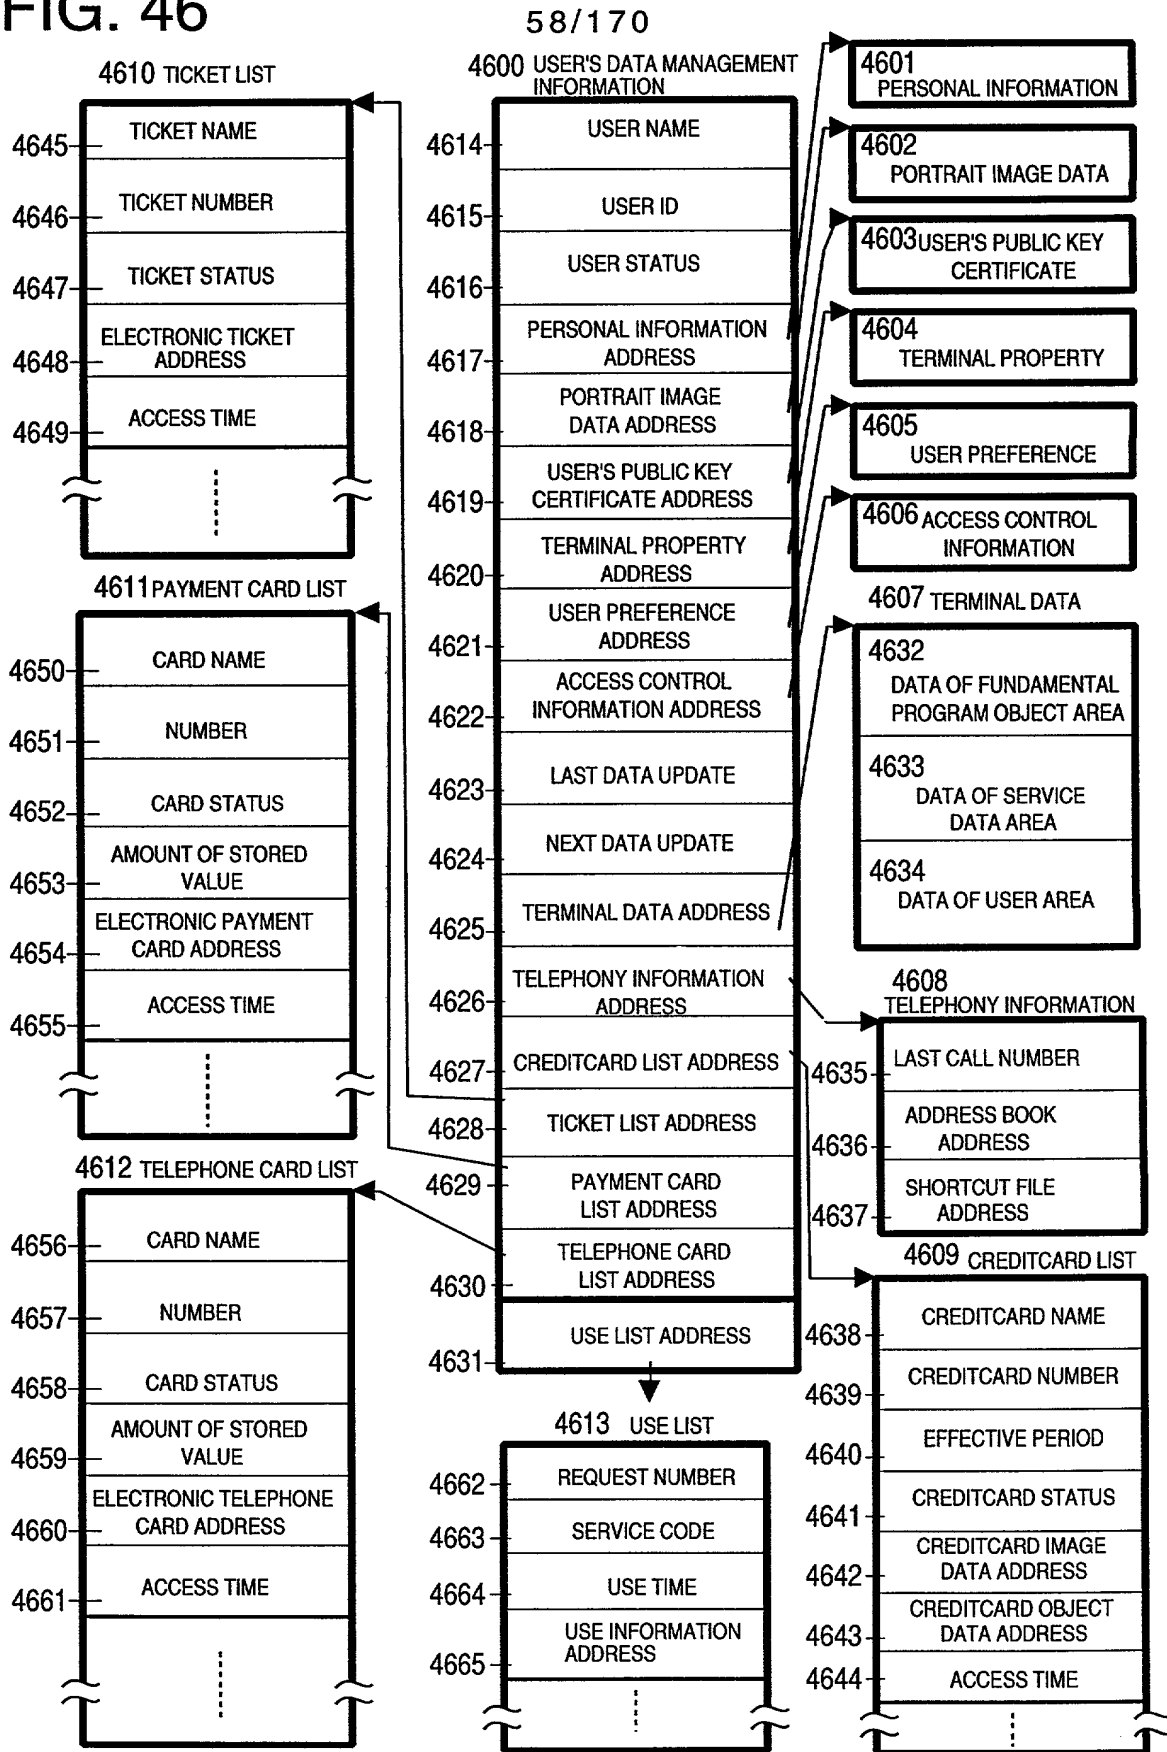 FIG. 46
58/170
4610 TICKET LIST
4645 TICKET NAME
4646 TICKET NUMBER
4647 TICKET STATUS
4648 ELECTRONIC TICKET
ADDRESS
4649 ACCESS TIME
4611 PAYMENT CARD LIST
4650 CARD NAME
4651 NUMBER
4652 CARD STATUS
4653 AMOUNT OF STORED
VALUE
4654 ELECTRONIC PAYMENT
CARD ADDRESS
4655 ACCESS TIME
4612 TELEPHONE CARD LIST
4656 CARD NAME
4657 NUMBER
4658 CARD STATUS
4659 AMOUNT OF STORED
VALUE
4660 ELECTRONIC TELEPHONE
CARD ADDRESS
4661 ACCESS TIME
4600 USER'S DATA MANAGEMENT
INFORMATION
4614 USER NAME
4615 USER ID
4616 USER STATUS
4617 PERSONAL INFORMATION
ADDRESS
4618 PORTRAIT IMAGE
DATA ADDRESS
4619 USER'S PUBLIC KEY
CERTIFICATE ADDRESS
4620 TERMINAL PROPERTY
ADDRESS
4621 USER PREFERENCE
ADDRESS
4622 ACCESS CONTROL
INFORMATION ADDRESS
4623 LAST DATA UPDATE
4624 NEXT DATA UPDATE
4625 TERMINAL DATA ADDRESS
4626 TELEPHONY INFORMATION
ADDRESS
4627 CREDITCARD LIST ADDRESS
4628 TICKET LIST ADDRESS
4629 PAYMENT CARD
LIST ADDRESS
4630 TELEPHONE CARD
LIST ADDRESS
4631 USE LIST ADDRESS
4613 USE LIST
4662 REQUEST NUMBER
4663 SERVICE CODE
4664 USE TIME
4665 USE INFORMATION
ADDRESS
4601
PERSONAL INFORMATION
4602
PORTRAIT IMAGE DATA
4603 USER'S PUBLIC KEY
CERTIFICATE
4604
TERMINAL PROPERTY
4605
USER PREFERENCE
4606 ACCESS CONTROL
INFORMATION
4607 TERMINAL DATA
4632
DATA OF FUNDAMENTAL
PROGRAM OBJECT AREA
4633
DATA OF SERVICE
DATA AREA
4634
DATA OF USER AREA
4608
TELEPHONY INFORMATION
4635 LAST CALL NUMBER
4636 ADDRESS BOOK
ADDRESS
4637 SHORTCUT FILE
ADDRESS
4609 CREDITCARD LIST
4638 CREDITCARD NAME
4639 CREDITCARD NUMBER
4640 EFFECTIVE PERIOD
4641 CREDITCARD STATUS
4642 CREDITCARD IMAGE
DATA ADDRESS
4643 CREDITCARD OBJECT
DATA ADDRESS
4644 ACCESS TIME